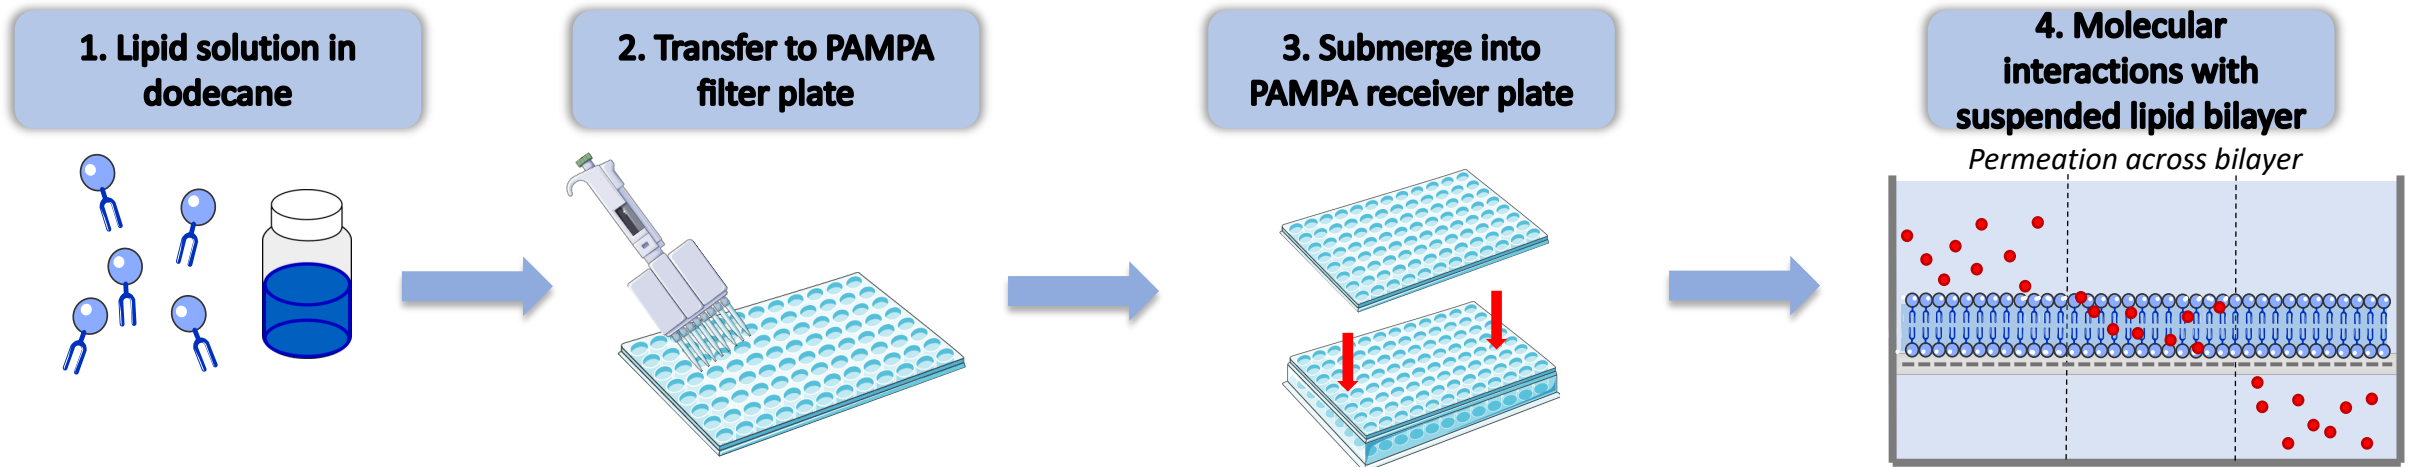 1. Lipid solution in
dodecane
2. Transfer to PAMPA
filter plate
3. Submerge into
PAMPA receiver plate
4. Molecular
interactions with
suspended lipid bilayer
Permeation across bilayer